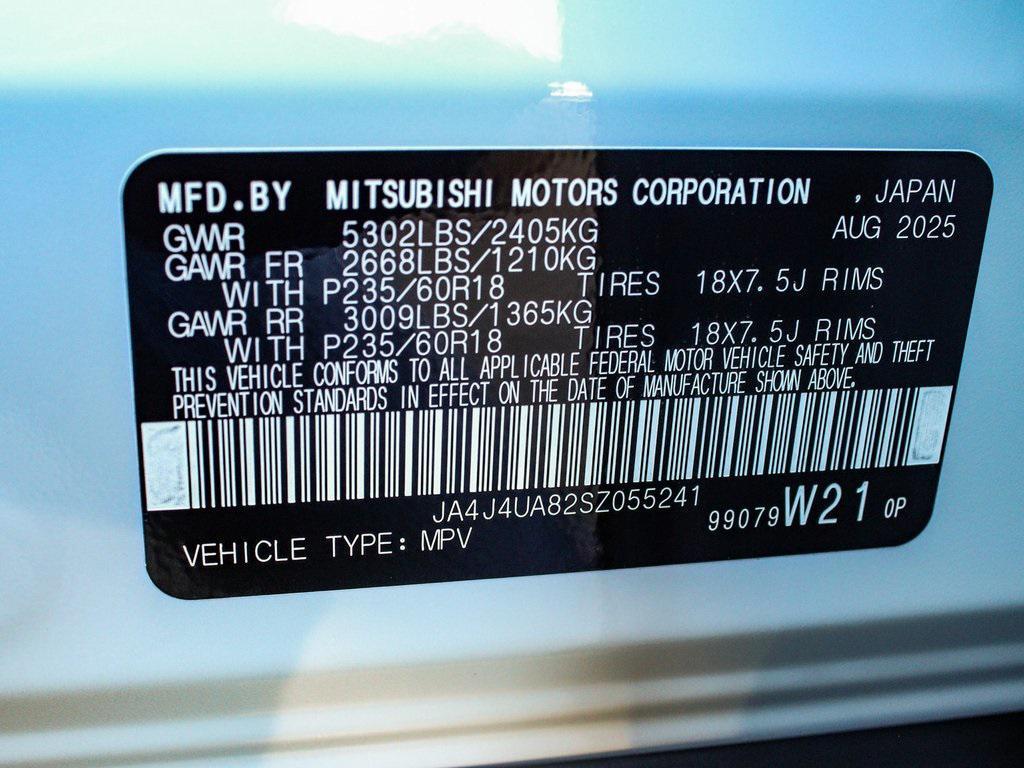 MFD.BY MITSUBISHI MOTORS CORPORATION , JAPAN
GVWR 5302LBS/2405KG AUG 2025
GAWR FR 2668LBS/1210KG
WITH P235/60R18 TIRES 18X7.5J RIMS
GAWR RR 3009LBS/1365KG
WITH P235/60R18 TIRES 18X7.5J RIMS
THIS VEHICLE CONFORMS TO ALL APPLICABLE FEDERAL MOTOR VEHICLE SAFETY AND THEFT
PREVENTION STANDARDS IN EFFECT ON THE DATE OF MANUFACTURE SHOWN ABOVE.
JA4J4UA82SZ055241
99079 W21 0P
VEHICLE TYPE: MPV